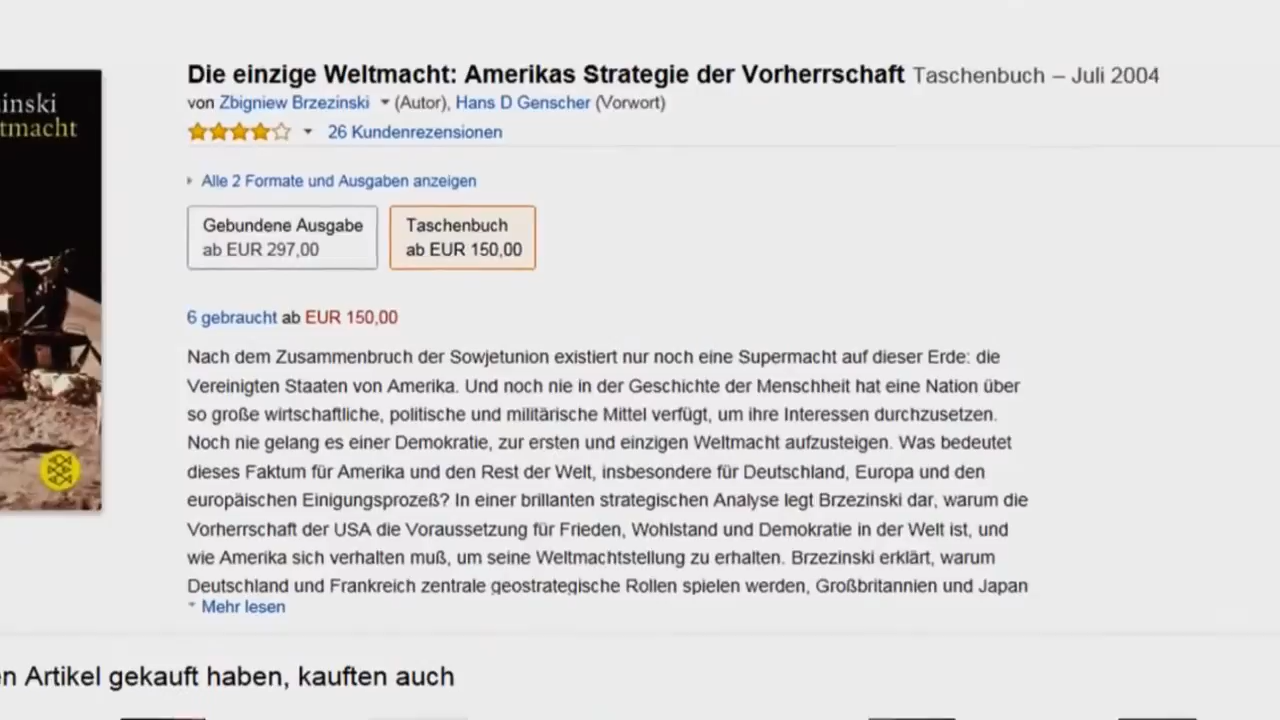 inski
tmacht
Die einzige Weltmacht: Amerikas Strategie der Vorherrschaft Taschenbuch – Juli 2004
von Zbigniew Brzezinski (Autor), Hans D Genscher (Vorwort)
26 Kundenrezensionen
Alle 2 Formate und Ausgaben anzeigen
Gebundene Ausgabe
ab EUR 297,00
Taschenbuch
ab EUR 150,00
6 gebraucht ab EUR 150,00
Nach dem Zusammenbruch der Sowjetunion existiert nur noch eine Supermacht auf dieser Erde: die
Vereinigten Staaten von Amerika. Und noch nie in der Geschichte der Menschheit hat eine Nation über
so große wirtschaftliche, politische und militärische Mittel verfügt, um ihre Interessen durchzusetzen.
Noch nie gelang es einer Demokratie, zur ersten und einzigen Weltmacht aufzusteigen. Was bedeutet
dieses Faktum für Amerika und den Rest der Welt, insbesondere für Deutschland, Europa und den
europäischen Einigungsprozeß? In einer brillanten strategischen Analyse legt Brzezinski dar, warum die
Vorherrschaft der USA die Voraussetzung für Frieden, Wohlstand und Demokratie in der Welt ist, und
wie Amerika sich verhalten muß, um seine Weltmachtstellung zu erhalten. Brzezinski erklärt, warum
Deutschland und Frankreich zentrale geostrategische Rollen spielen werden, Großbritannien und Japan
Mehr lesen
n Artikel gekauft haben, kauften auch